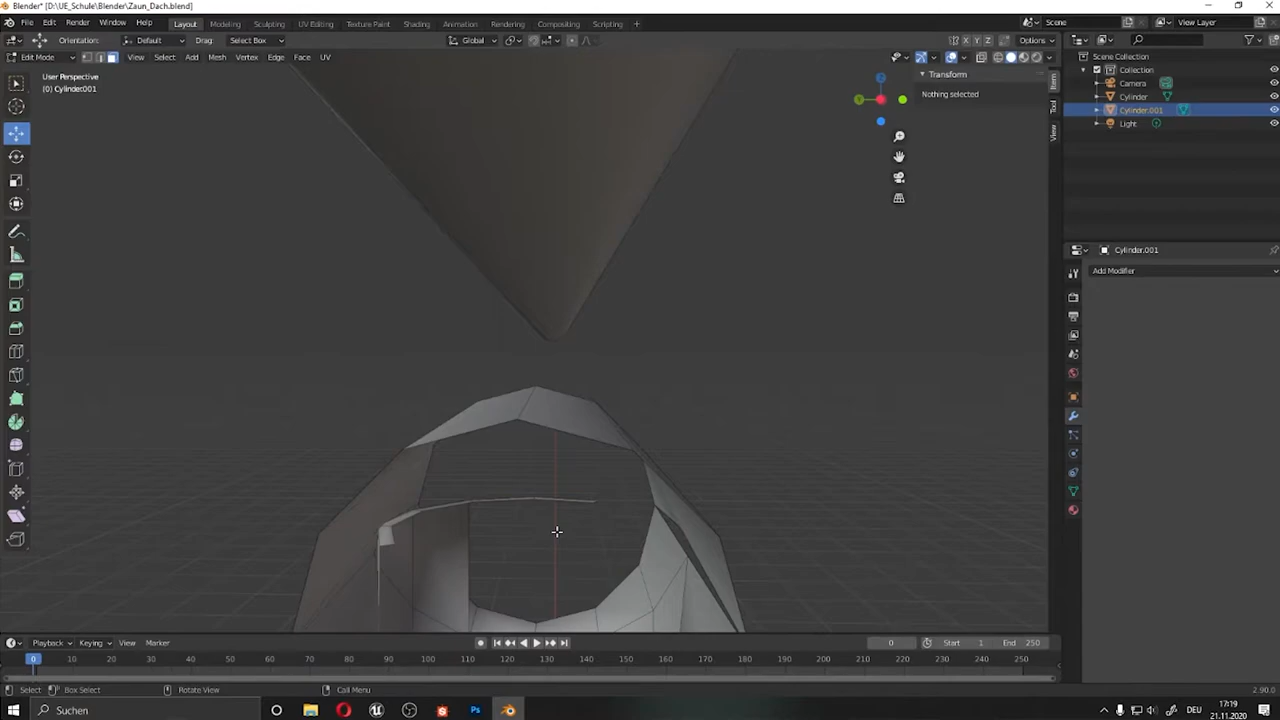 Blender* [D:\UE_Schule\Blender\Zaun_Dach.blend]
File Edit Render Window Help Layout Modeling Sculpting UV Editing Texture Paint Shading Animation Rendering Compositing Scripting + Scene View Layer
Orientation: Default Drag: Select Box Global X Y Z Options
Edit Mode View Select Add Mesh Vertex Edge Face UV
User Perspective
(0) Cylinder.001
Transform
Nothing selected
Item
Tool
View
Scene Collection
Collection
Camera
Cylinder
Cylinder.001
Light
Cylinder.001
Add Modifier
Playback Keying View Marker 0 Start 1 End 250
0 10 20 30 40 50 60 70 80 90 100 110 120 130 140 150 160 170 180 190 200 210 220 230 240 250
Select Box Select Rotate View Call Menu 2.90.0
Suchen DEU 17:19
21.11.2020